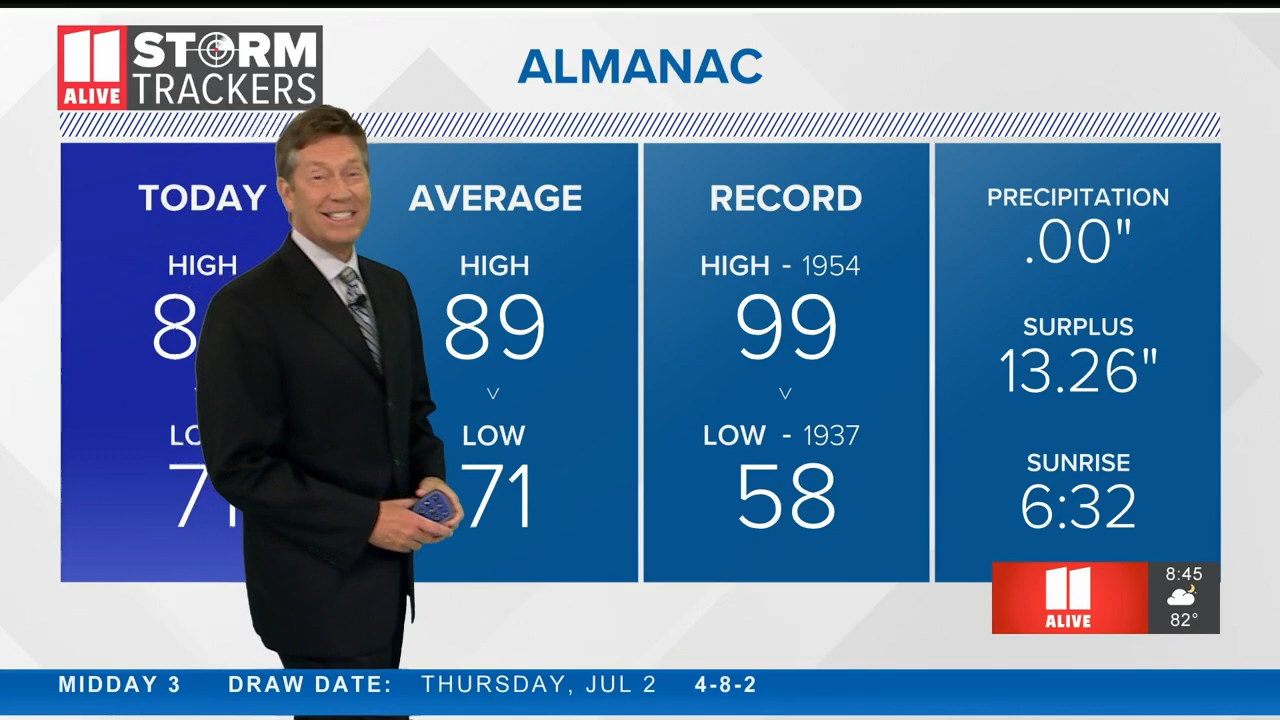 11 ALIVE
STORM
TRACKERS
ALMANAC
TODAY
HIGH
AVERAGE
HIGH
89
LOW
71
RECORD
HIGH - 1954
99
LOW - 1937
58
PRECIPITATION
.00"
SURPLUS
13.26"
SUNRISE
6:32
11
ALIVE
8:45
82°
MIDDAY 3 DRAW DATE: THURSDAY, JUL 2 4-8-2